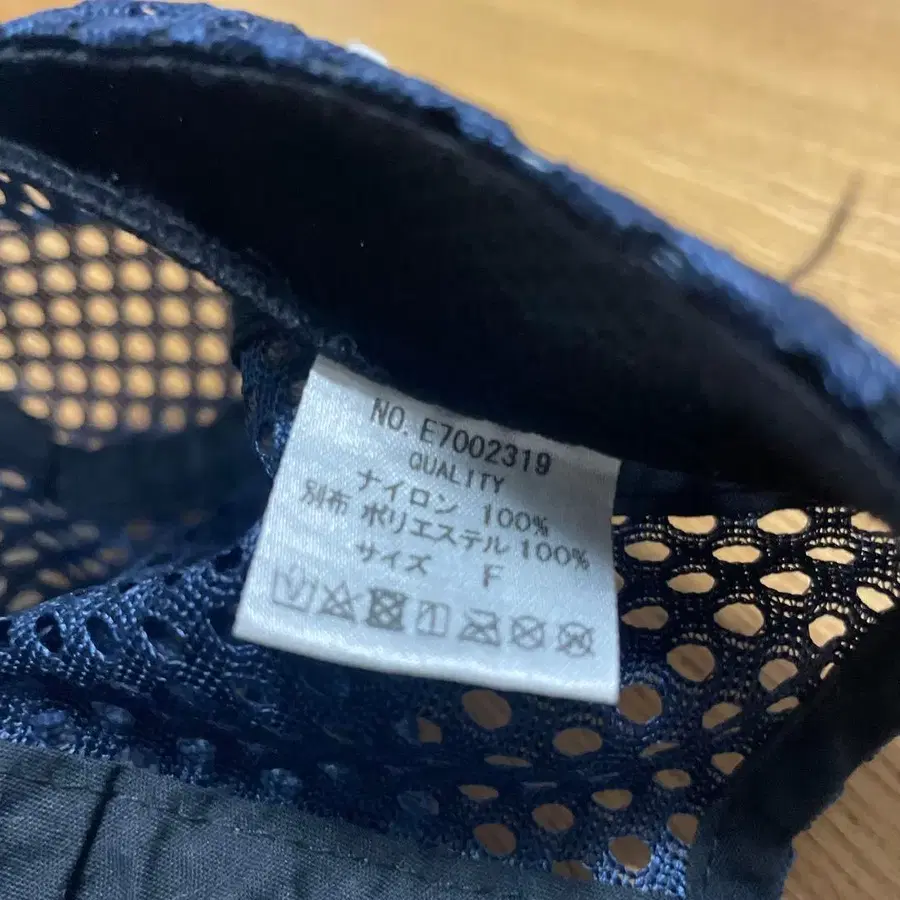 NO. E7002319
QUALITY
ナイロン 100%
別布 ポリエステル 100%
サイズ F